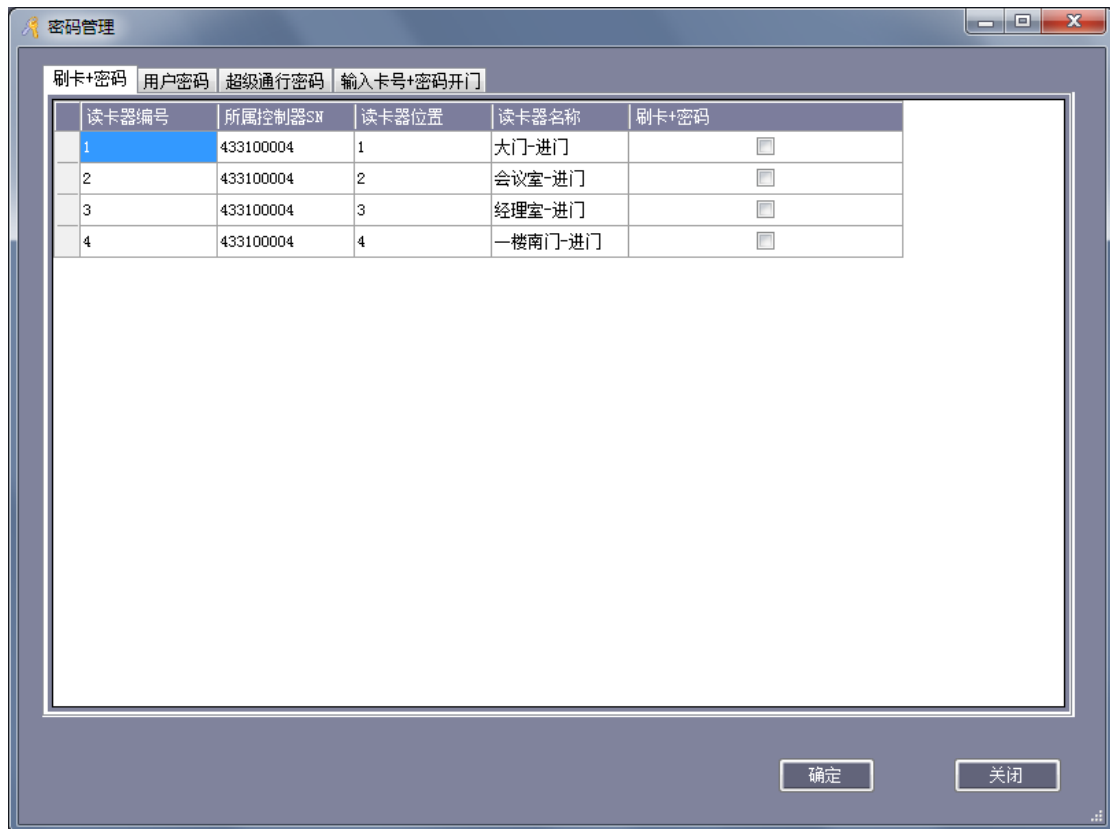 密码管理
刷卡+密码 用户密码 超级通行密码 输入卡号+密码开门
读卡器编号 所属控制器SN 读卡器位置 读卡器名称 刷卡+密码
1 433100004 1 大门-进门
2 433100004 2 会议室-进门
3 433100004 3 经理室-进门
4 433100004 4 一楼南门-进门
确定 关闭